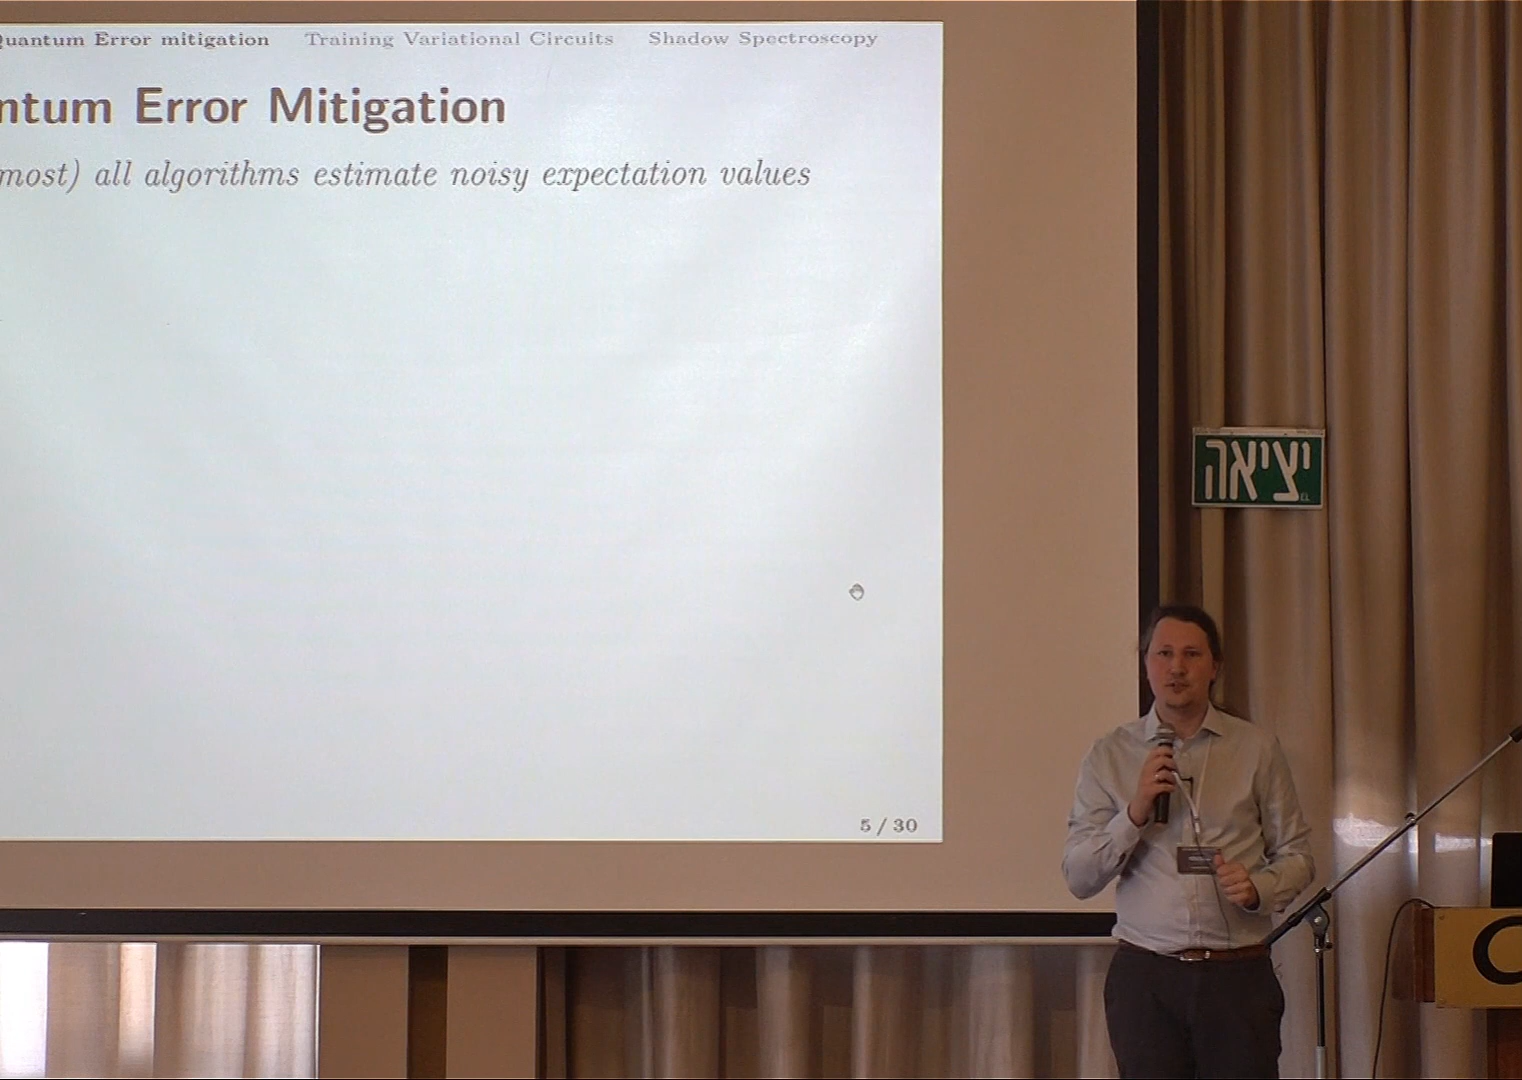 Quantum Error mitigation Training Variational Circuits Shadow Spectroscopy
ntum Error Mitigation
most) all algorithms estimate noisy expectation values
יציאה
5 / 30